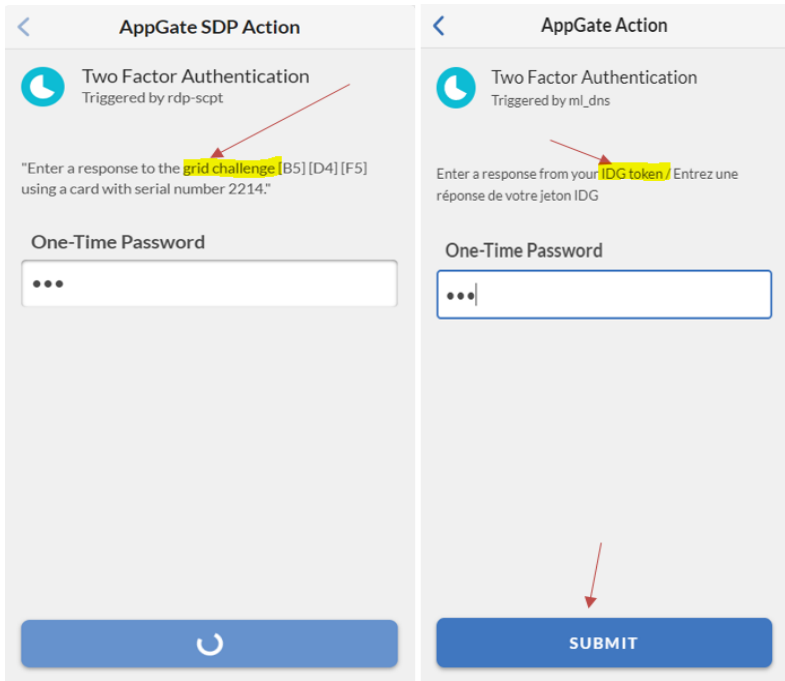 AppGate SDP Action
Two Factor Authentication
Triggered by rdp-scpt
"Enter a response to the grid challenge [B5] [D4] [F5]
using a card with serial number 2214."
One-Time Password
AppGate Action
Two Factor Authentication
Triggered by ml_dns
Enter a response from your IDG token / Entrez une
réponse de votre jeton IDG
One-Time Password
SUBMIT